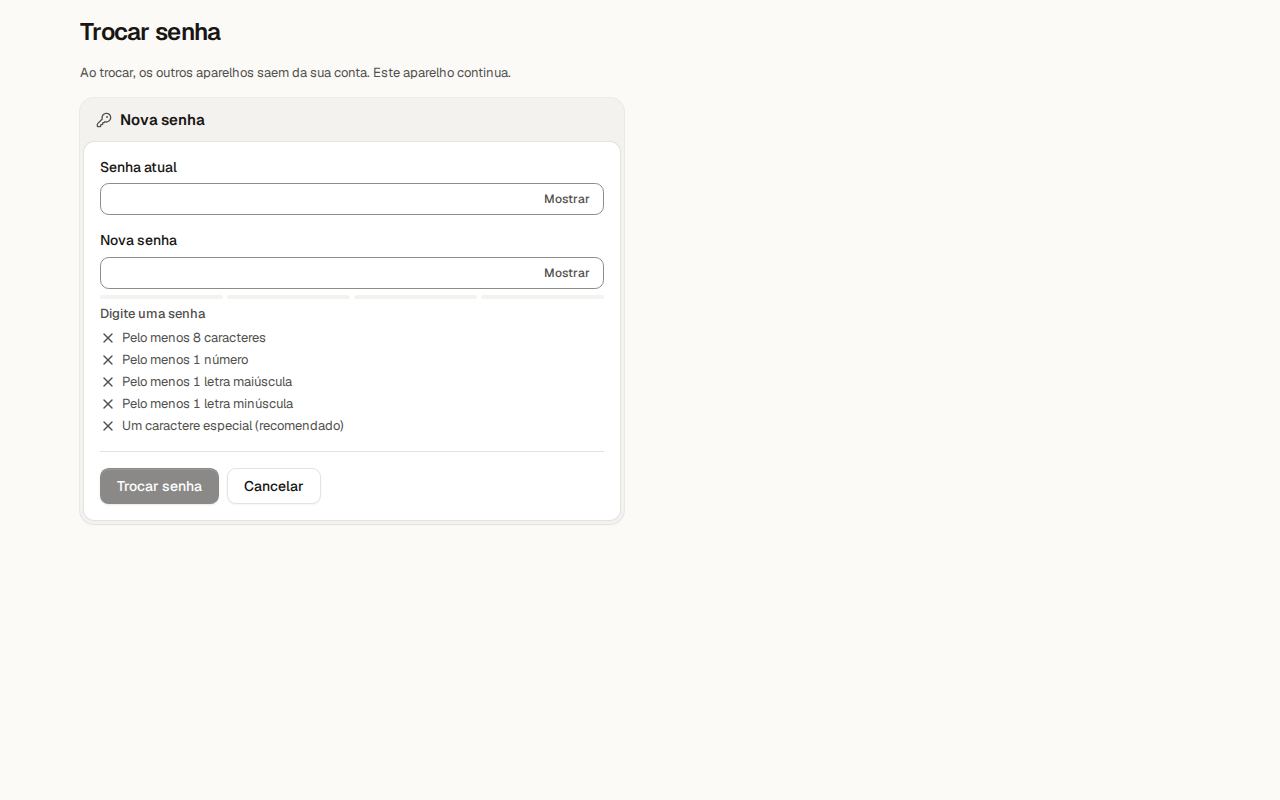 Trocar senha
Ao trocar, os outros aparelhos saem da sua conta. Este aparelho continua.
Nova senha
Senha atual
Mostrar
Nova senha
Mostrar
Digite uma senha
Pelo menos 8 caracteres
Pelo menos 1 número
Pelo menos 1 letra maiúscula
Pelo menos 1 letra minúscula
Um caractere especial (recomendado)
Trocar senha Cancelar